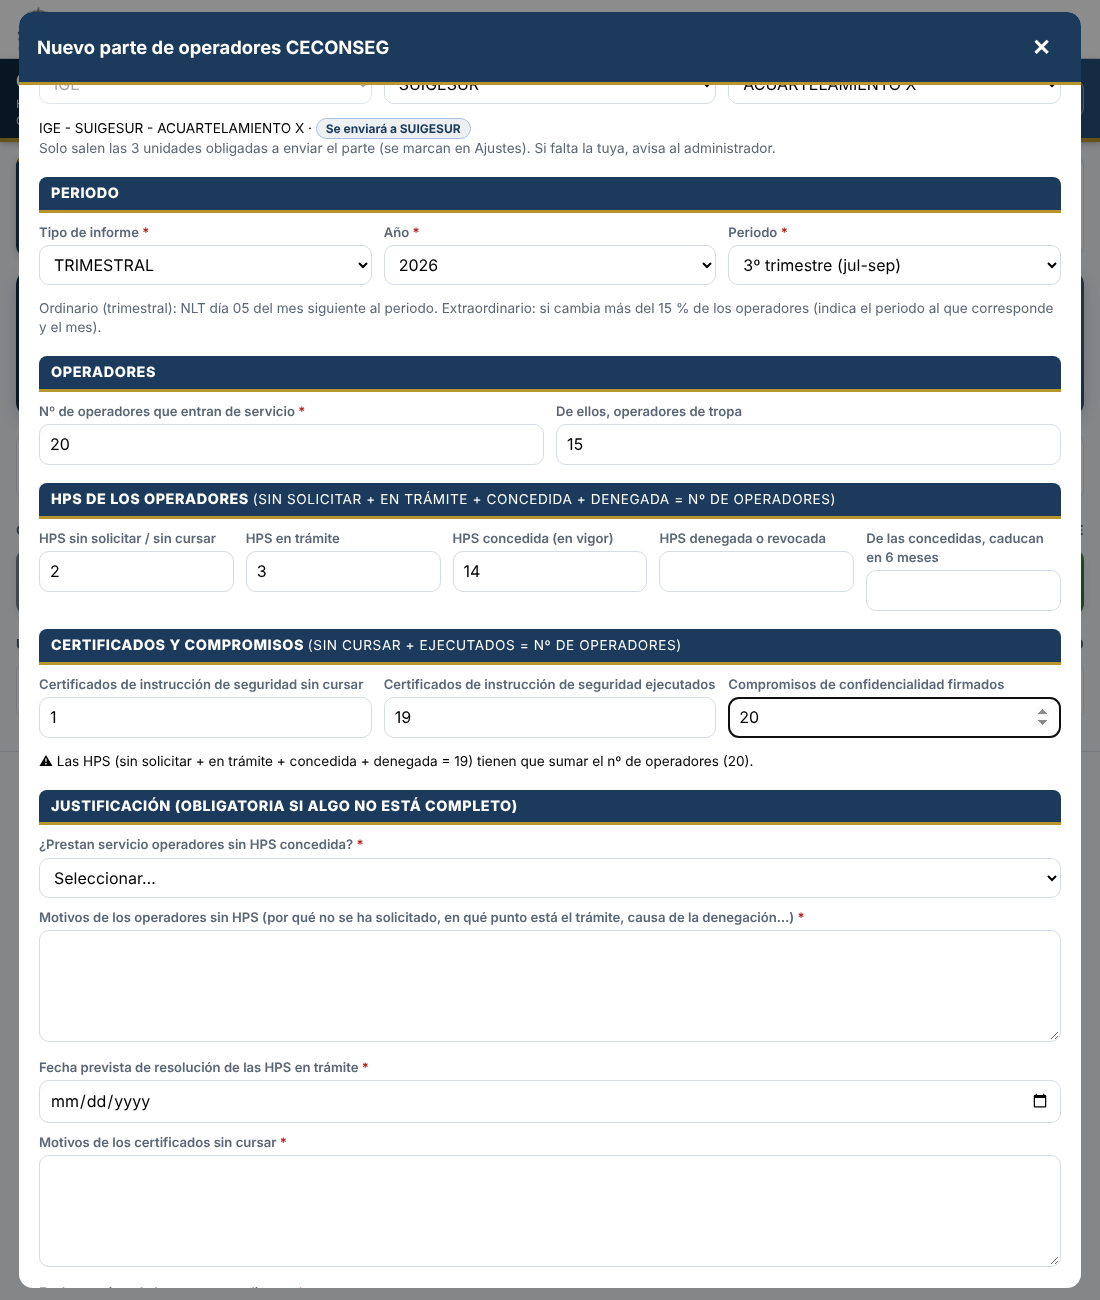 Nuevo parte de operadores CECONSEG
IGE SUIGESUR ACUARTELAMIENTO X
IGE - SUIGESUR - ACUARTELAMIENTO X · Se enviará a SUIGESUR
Solo salen las 3 unidades obligadas a enviar el parte (se marcan en Ajustes). Si falta la tuya, avisa al administrador.
PERIODO
Tipo de informe * Año * Periodo *
TRIMESTRAL 2026 3º trimestre (jul-sep)
Ordinario (trimestral): NLT día 05 del mes siguiente al periodo. Extraordinario: si cambia más del 15 % de los operadores (indica el periodo al que corresponde
y el mes).
OPERADORES
Nº de operadores que entran de servicio * De ellos, operadores de tropa
20 15
HPS DE LOS OPERADORES (SIN SOLICITAR + EN TRÁMITE + CONCEDIDA + DENEGADA = Nº DE OPERADORES)
HPS sin solicitar / sin cursar HPS en trámite HPS concedida (en vigor) HPS denegada o revocada De las concedidas, caducan
en 6 meses
2 3 14
CERTIFICADOS Y COMPROMISOS (SIN CURSAR + EJECUTADOS = Nº DE OPERADORES)
Certificados de instrucción de seguridad sin cursar Certificados de instrucción de seguridad ejecutados Compromisos de confidencialidad firmados
1 19 20
⚠ Las HPS (sin solicitar + en trámite + concedida + denegada = 19) tienen que sumar el nº de operadores (20).
JUSTIFICACIÓN (OBLIGATORIA SI ALGO NO ESTÁ COMPLETO)
¿Prestan servicio operadores sin HPS concedida? *
Seleccionar...
Motivos de los operadores sin HPS (por qué no se ha solicitado, en qué punto está el trámite, causa de la denegación...) *
Fecha prevista de resolución de las HPS en trámite *
mm/dd/yyyy
Motivos de los certificados sin cursar *